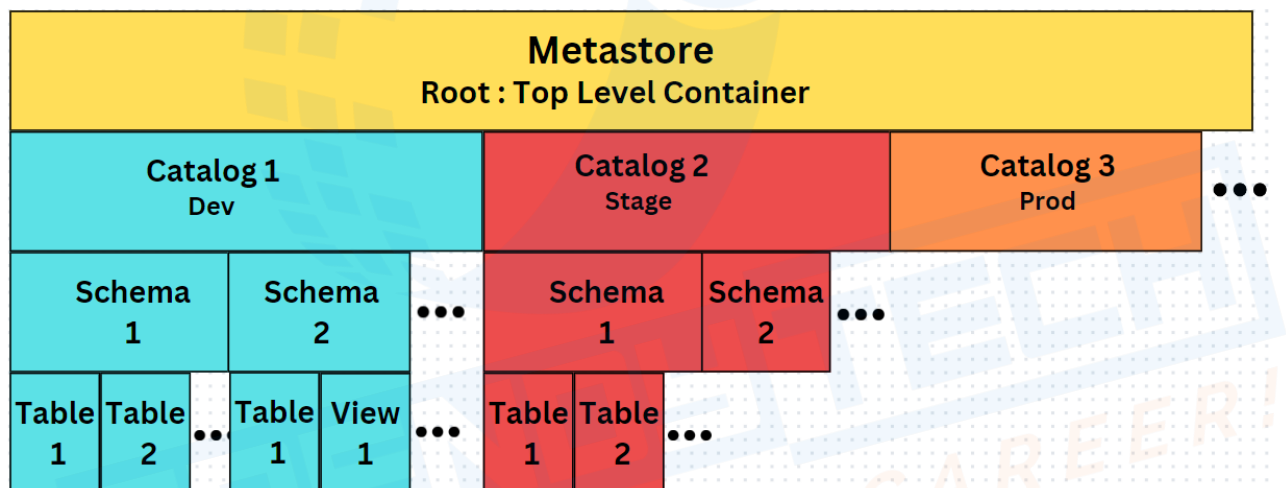 Metastore
Root : Top Level Container
Catalog 1
Dev
Catalog 2
Stage
Catalog 3
Prod
Schema
1
Schema
2
Schema
1
Schema
2
Table
1
Table
2
Table
1
View
1
Table
1
Table
2
CAREER